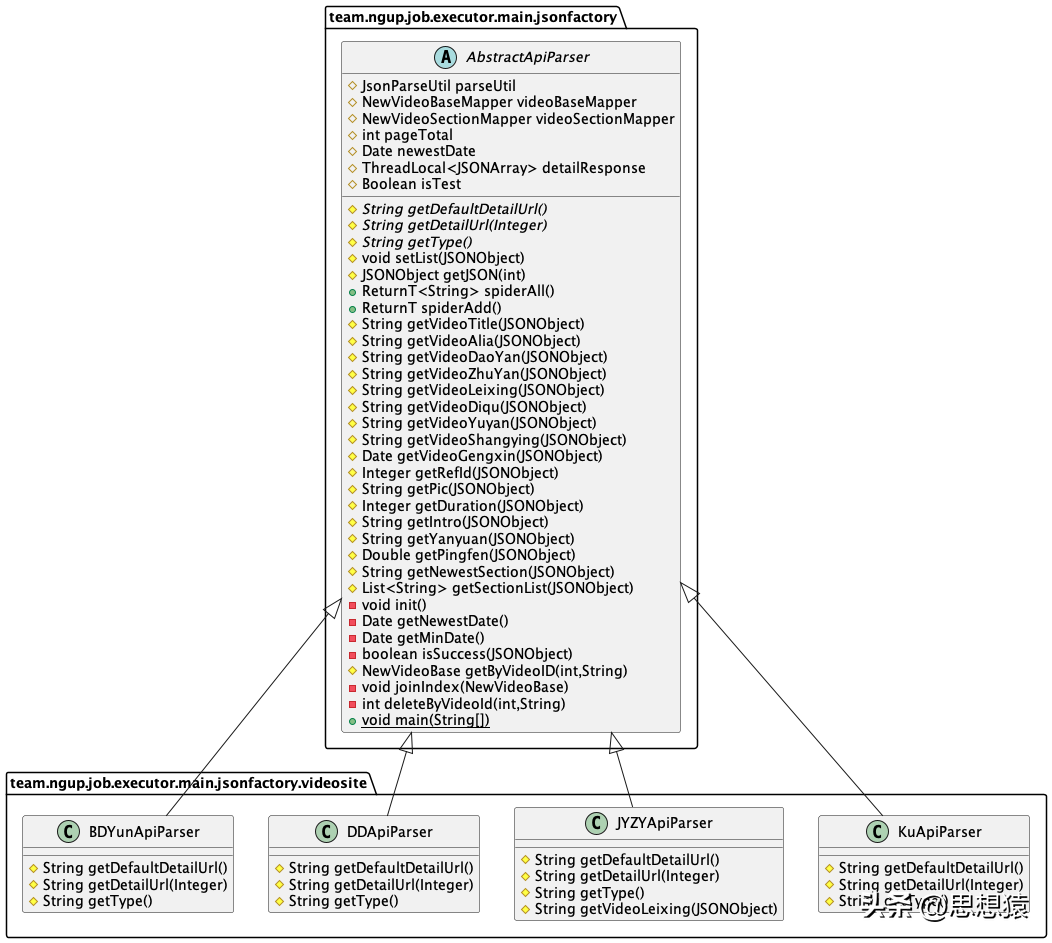 team.ngup.job.executor.main.jsonfactory
A AbstractApiParser
JsonParseUtil parseUtil
NewVideoBaseMapper videoBaseMapper
NewVideoSectionMapper videoSectionMapper
int pageTotal
Date newestDate
ThreadLocal<JSONArray> detailResponse
Boolean isTest
String getDefaultDetailUrl()
String getDetailUrl(Integer)
String getType()
void setList(JSONObject)
JSONObject getJSON(int)
ReturnT<String> spiderAll()
ReturnT spiderAdd()
String getVideoTitle(JSONObject)
String getVideoAlia(JSONObject)
String getVideoDaoYan(JSONObject)
String getVideoZhuYan(JSONObject)
String getVideoLeixing(JSONObject)
String getVideoDiqu(JSONObject)
String getVideoYuyan(JSONObject)
String getVideoShangying(JSONObject)
Date getVideoGengxin(JSONObject)
Integer getRefId(JSONObject)
String getPic(JSONObject)
Integer getDuration(JSONObject)
String getIntro(JSONObject)
String getYanyuan(JSONObject)
Double getPingfen(JSONObject)
String getNewestSection(JSONObject)
List<String> getSectionList(JSONObject)
void init()
Date getNewestDate()
Date getMinDate()
boolean isSuccess(JSONObject)
NewVideoBase getByVideoID(int,String)
void joinIndex(NewVideoBase)
int deleteByVideoId(int,String)
void main(String[])
team.ngup.job.executor.main.jsonfactory.videosite
C BDYunApiParser
String getDefaultDetailUrl()
String getDetailUrl(Integer)
String getType()
C DDApiParser
String getDefaultDetailUrl()
String getDetailUrl(Integer)
String getType()
C JYZYApiParser
String getDefaultDetailUrl()
String getDetailUrl(Integer)
String getType()
String getVideoLeixing(JSONObject)
C KuApiParser
String getDefaultDetailUrl()
String getDetailUrl(Integer)
String getType()
头条 @思想猿